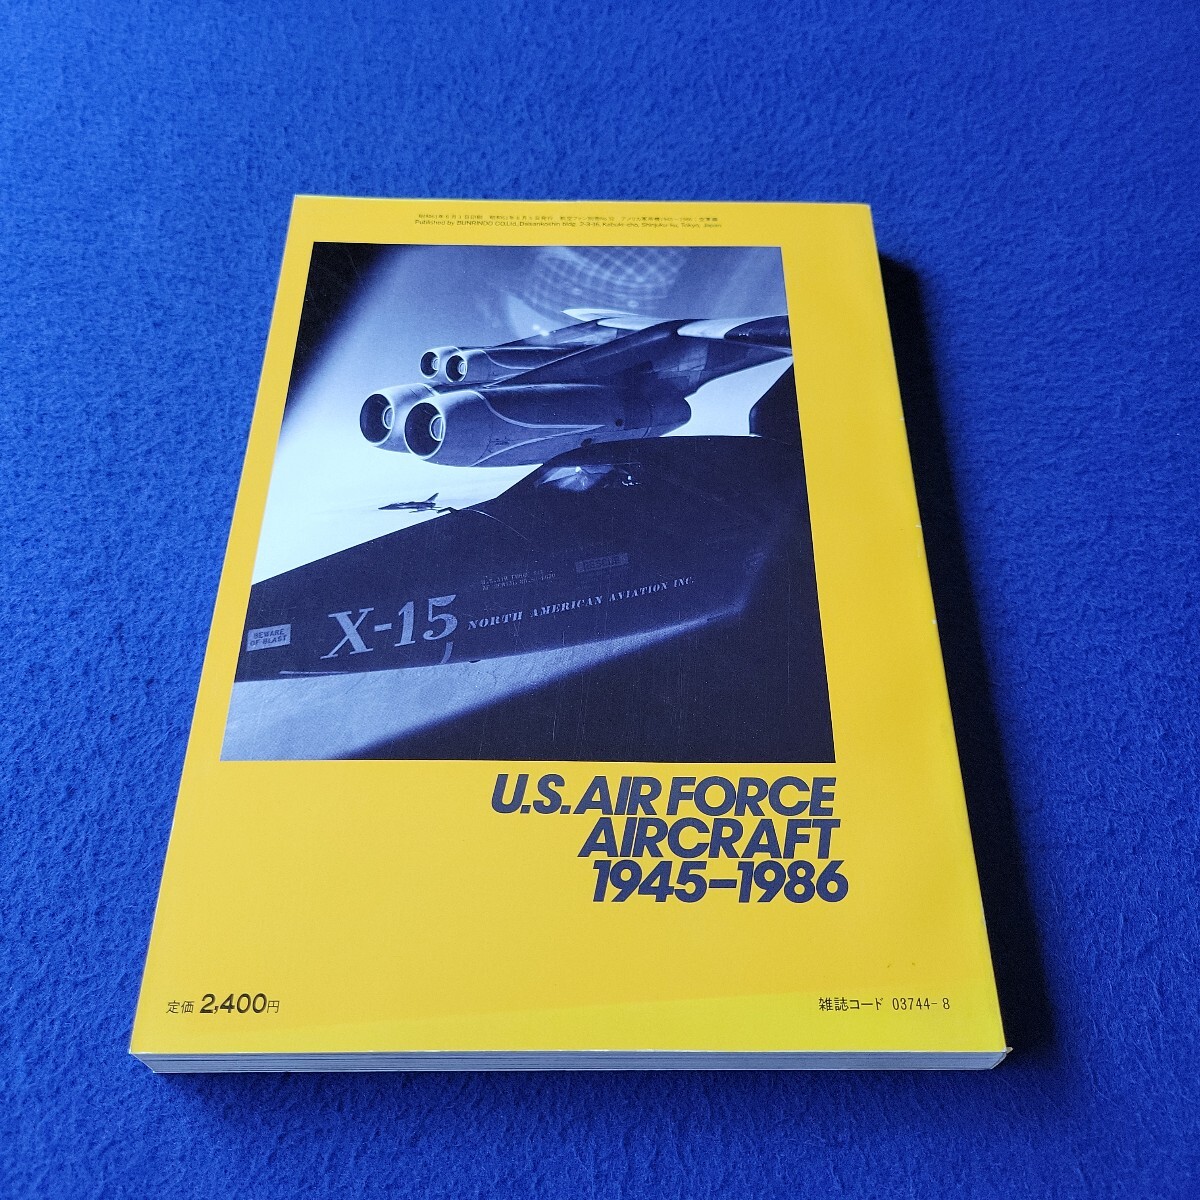 Published by BUNRINDO CO.,Ltd.
X-15
NORTH AMERICAN AVIATION INC.
RESCUE
BEWARE
OF BLAST
U.S. AIR FORCE
AIRCRAFT
1945-1986
定価 2,400円
雑誌コード 03744-8